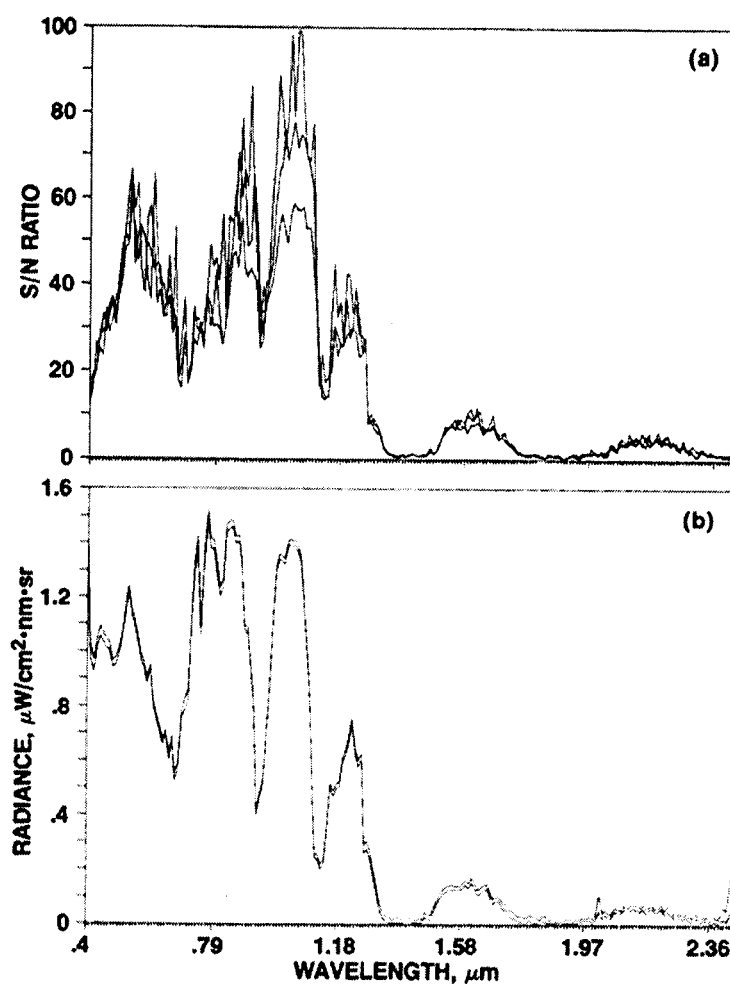 100
(a)
80
60
S/N RATIO
40
20
0
1.6
(b)
1.2
RADIANCE, μW/cm²•nm•sr
.8
.4
0
.4 .79 1.18 1.58 1.97 2.36
WAVELENGTH, μm